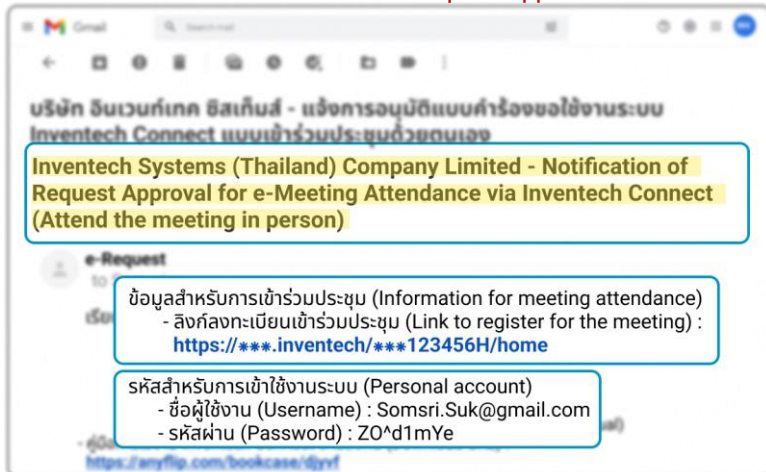 Gmail
Search mail
บริษัท อินเวนท์เทค ซิสเท็มส์ - แจ้งการอนุมัติแบบคำร้องขอใช้งานระบบ
Inventech Connect แบบเข้าร่วมประชุมด้วยตนเอง
Inventech Systems (Thailand) Company Limited - Notification of
Request Approval for e-Meeting Attendance via Inventech Connect
(Attend the meeting in person)
e-Request
to
เรียน
ข้อมูลสำหรับการเข้าร่วมประชุม (Information for meeting attendance)
- ลิงก์ลงทะเบียนเข้าร่วมประชุม (Link to register for the meeting) :
https://***.inventech/***123456H/home
รหัสสำหรับการเข้าใช้งานระบบ (Personal account)
- ชื่อผู้ใช้งาน (Username) : Somsri.Suk@gmail.com
- รหัสผ่าน (Password) : ZO^d1mYe
https://anyflip.com/bookcase/djyvf